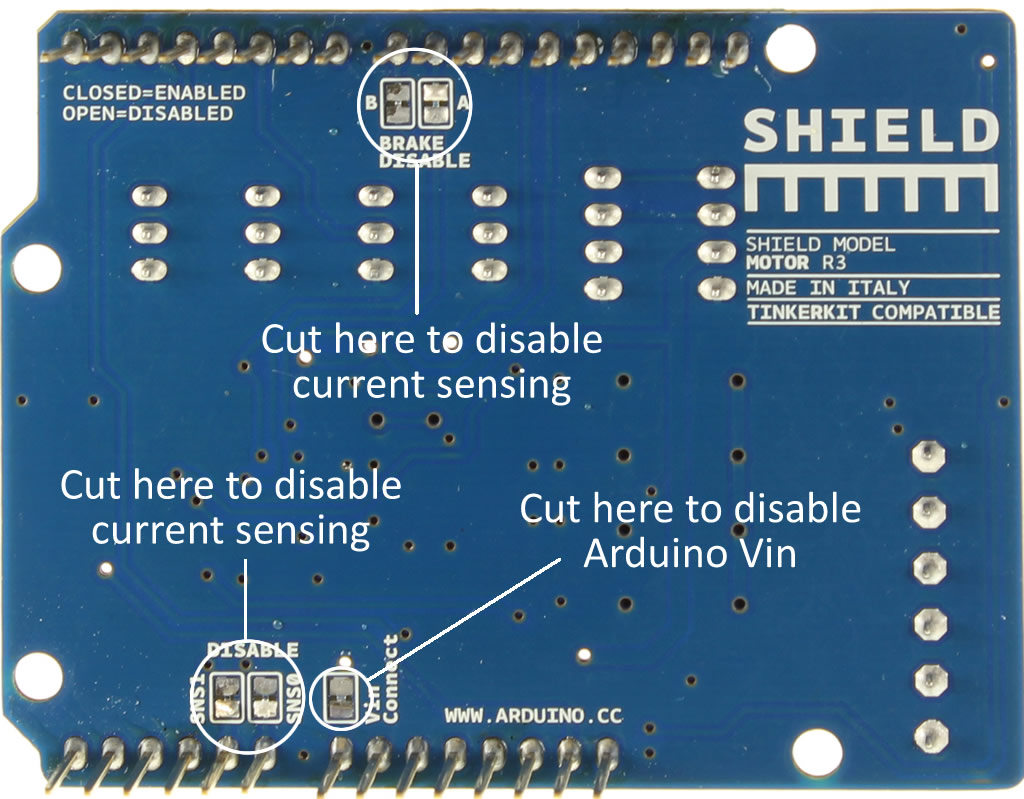 CLOSED=ENABLED
OPEN=DISABLED
B A
BRAKE
DISABLE
SHIELD
SHIELD MODEL
MOTOR R3
MADE IN ITALY
TINKERKIT COMPATIBLE
Cut here to disable
current sensing
Cut here to disable
current sensing
Cut here to disable
Arduino Vin
DISABLE
SNS1
SNS0
Vin
Connect
WWW.ARDUINO.CC